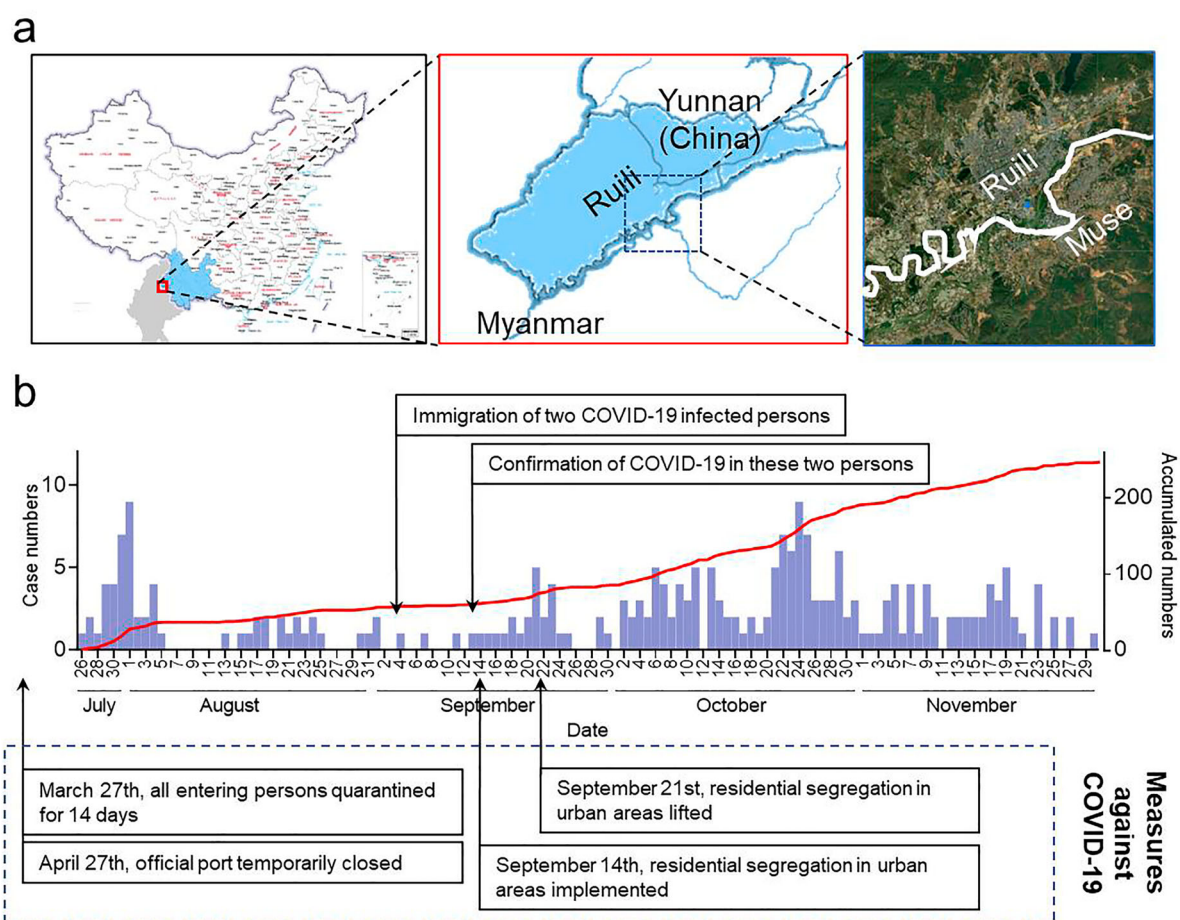 a
Yunnan
(China)
Ruili
Myanmar
Ruili
Muse
b
Immigration of two COVID-19 infected persons
Confirmation of COVID-19 in these two persons
Case numbers
10
5
0
Accumulated numbers
200
100
0
26 28 30 1 3 5 7 9 11 13 15 17 19 21 23 25 27 29 31 2 4 6 8 10 12 14 16 18 20 22 24 26 28 30 2 4 6 8 10 12 14 16 18 20 22 24 26 28 30 1 3 5 7 9 11 13 15 17 19 21 23 25 27 29
July August September October November
Date
March 27th, all entering persons quarantined
for 14 days
April 27th, official port temporarily closed
September 21st, residential segregation in
urban areas lifted
September 14th, residential segregation in urban
areas implemented
Measures
against
COVID-19